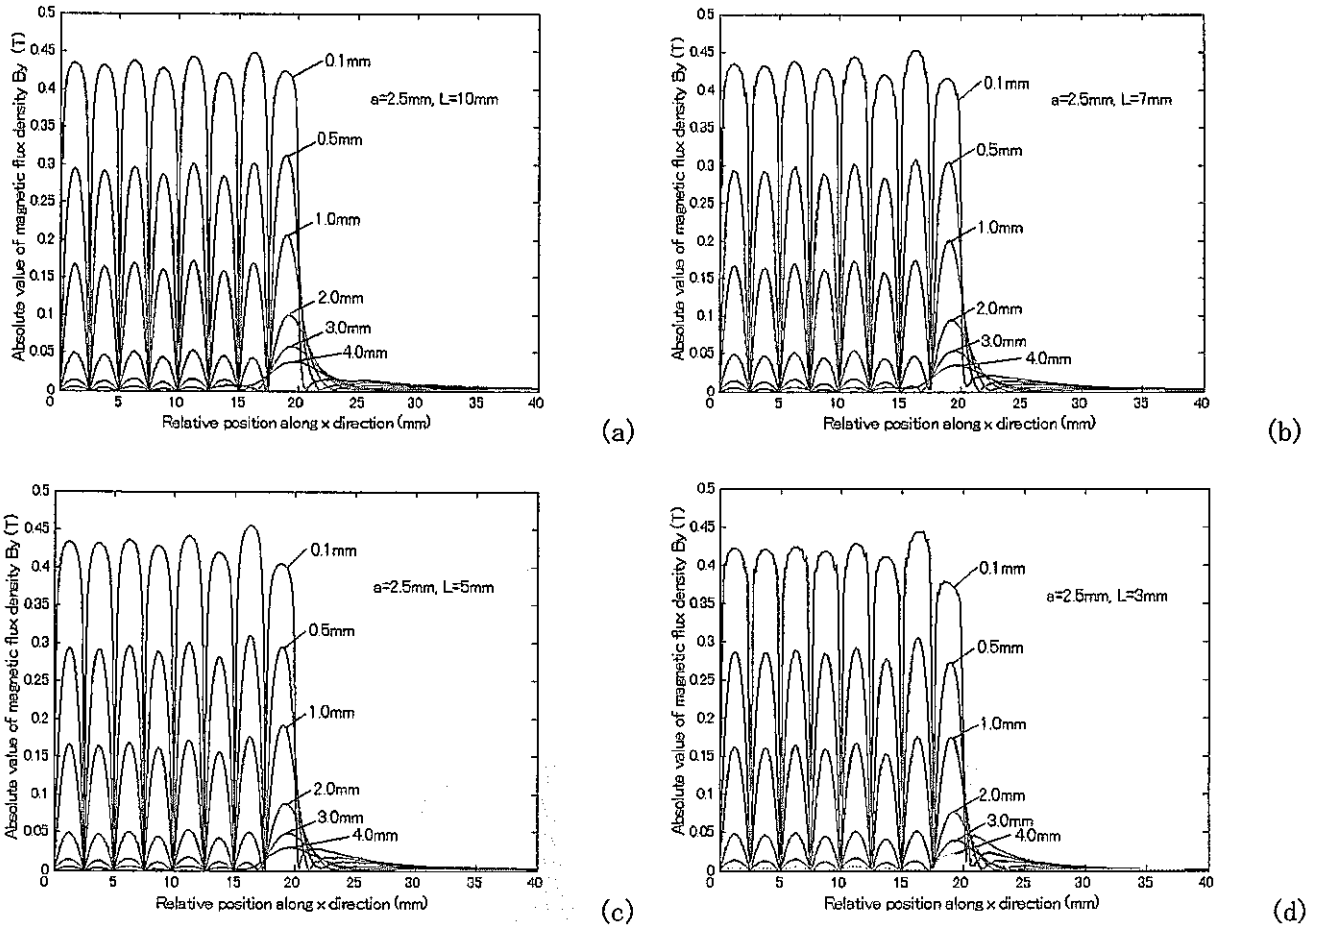 Absolute value of magnetic flux density By (T)
0.5
0.45
0.4
0.35
0.3
0.25
0.2
0.15
0.1
0.05
0
0.1mm
a=2.5mm, L=10mm
0.5mm
1.0mm
2.0mm
3.0mm
4.0mm
0 5 10 15 20 25 30 35 40
Relative position along x direction (mm)
(a)
Absolute value of magnetic flux density By (T)
0.5
0.45
0.4
0.35
0.3
0.25
0.2
0.15
0.1
0.05
0
0.1mm
a=2.5mm, L=7mm
0.5mm
1.0mm
2.0mm
3.0mm
4.0mm
0 5 10 15 20 25 30 35 40
Relative position along x direction (mm)
(b)
Absolute value of magnetic flux density By (T)
0.5
0.45
0.4
0.35
0.3
0.25
0.2
0.15
0.1
0.05
0
0.1mm
a=2.5mm, L=5mm
0.5mm
1.0mm
2.0mm
3.0mm
4.0mm
0 5 10 15 20 25 30 35 40
Relative position along x direction (mm)
(c)
Absolute value of magnetic flux density By (T)
0.5
0.45
0.4
0.35
0.3
0.25
0.2
0.15
0.1
0.05
0
0.1mm
a=2.5mm, L=3mm
0.5mm
1.0mm
2.0mm
3.0mm
4.0mm
0 5 10 15 20 25 30 35 40
Relative position along x direction (mm)
(d)